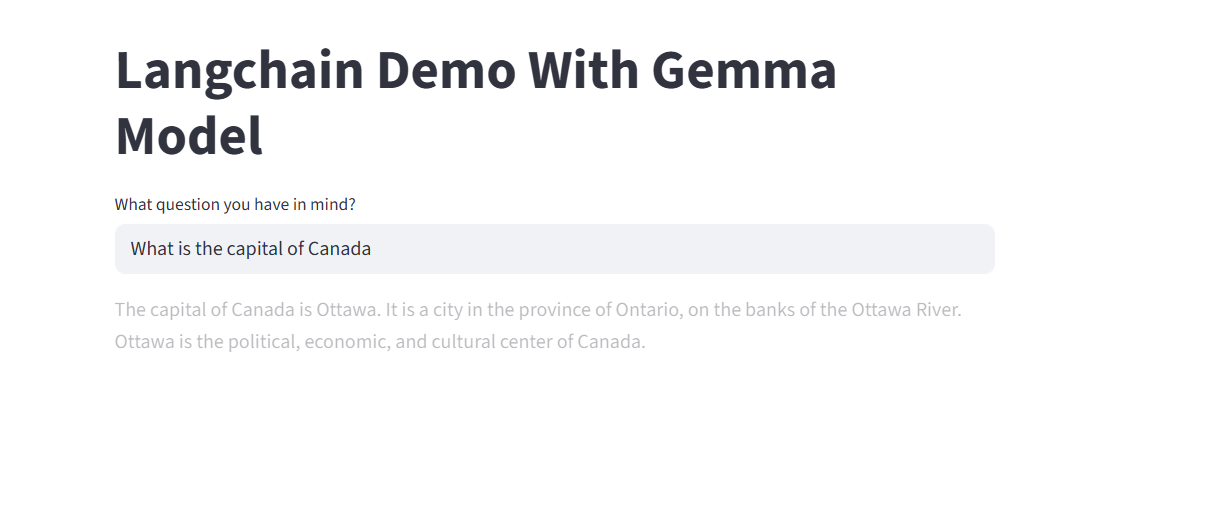 Langchain Demo With Gemma
Model
What question you have in mind?
What is the capital of Canada
The capital of Canada is Ottawa. It is a city in the province of Ontario, on the banks of the Ottawa River.
Ottawa is the political, economic, and cultural center of Canada.